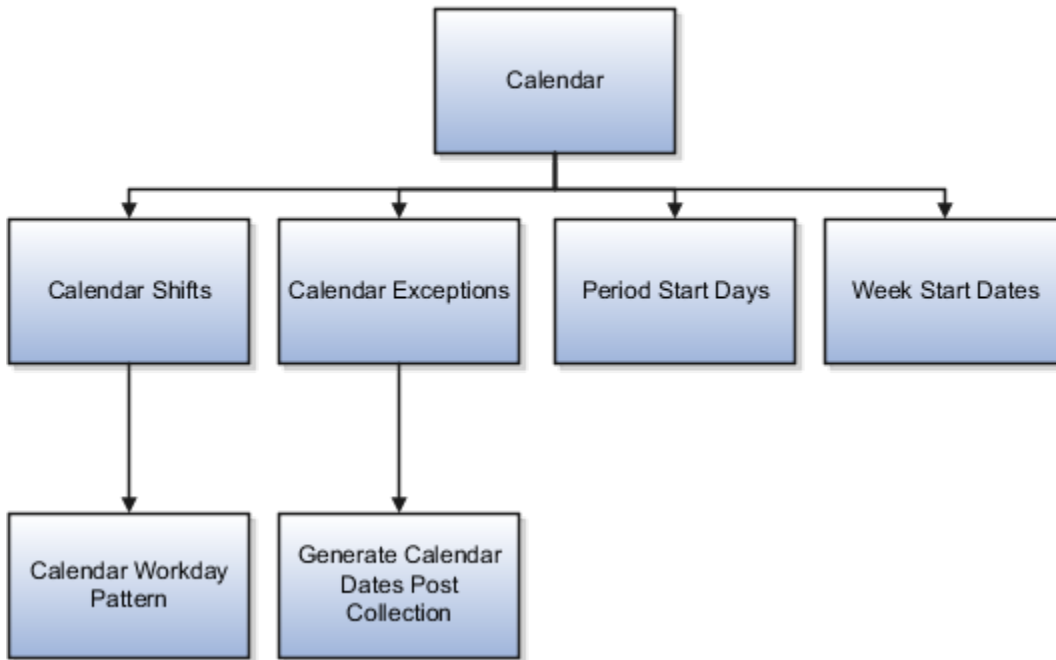 Calendar
Calendar Shifts
Calendar Exceptions
Period Start Days
Week Start Dates
Calendar Workday
Pattern
Generate Calendar
Dates Post
Collection